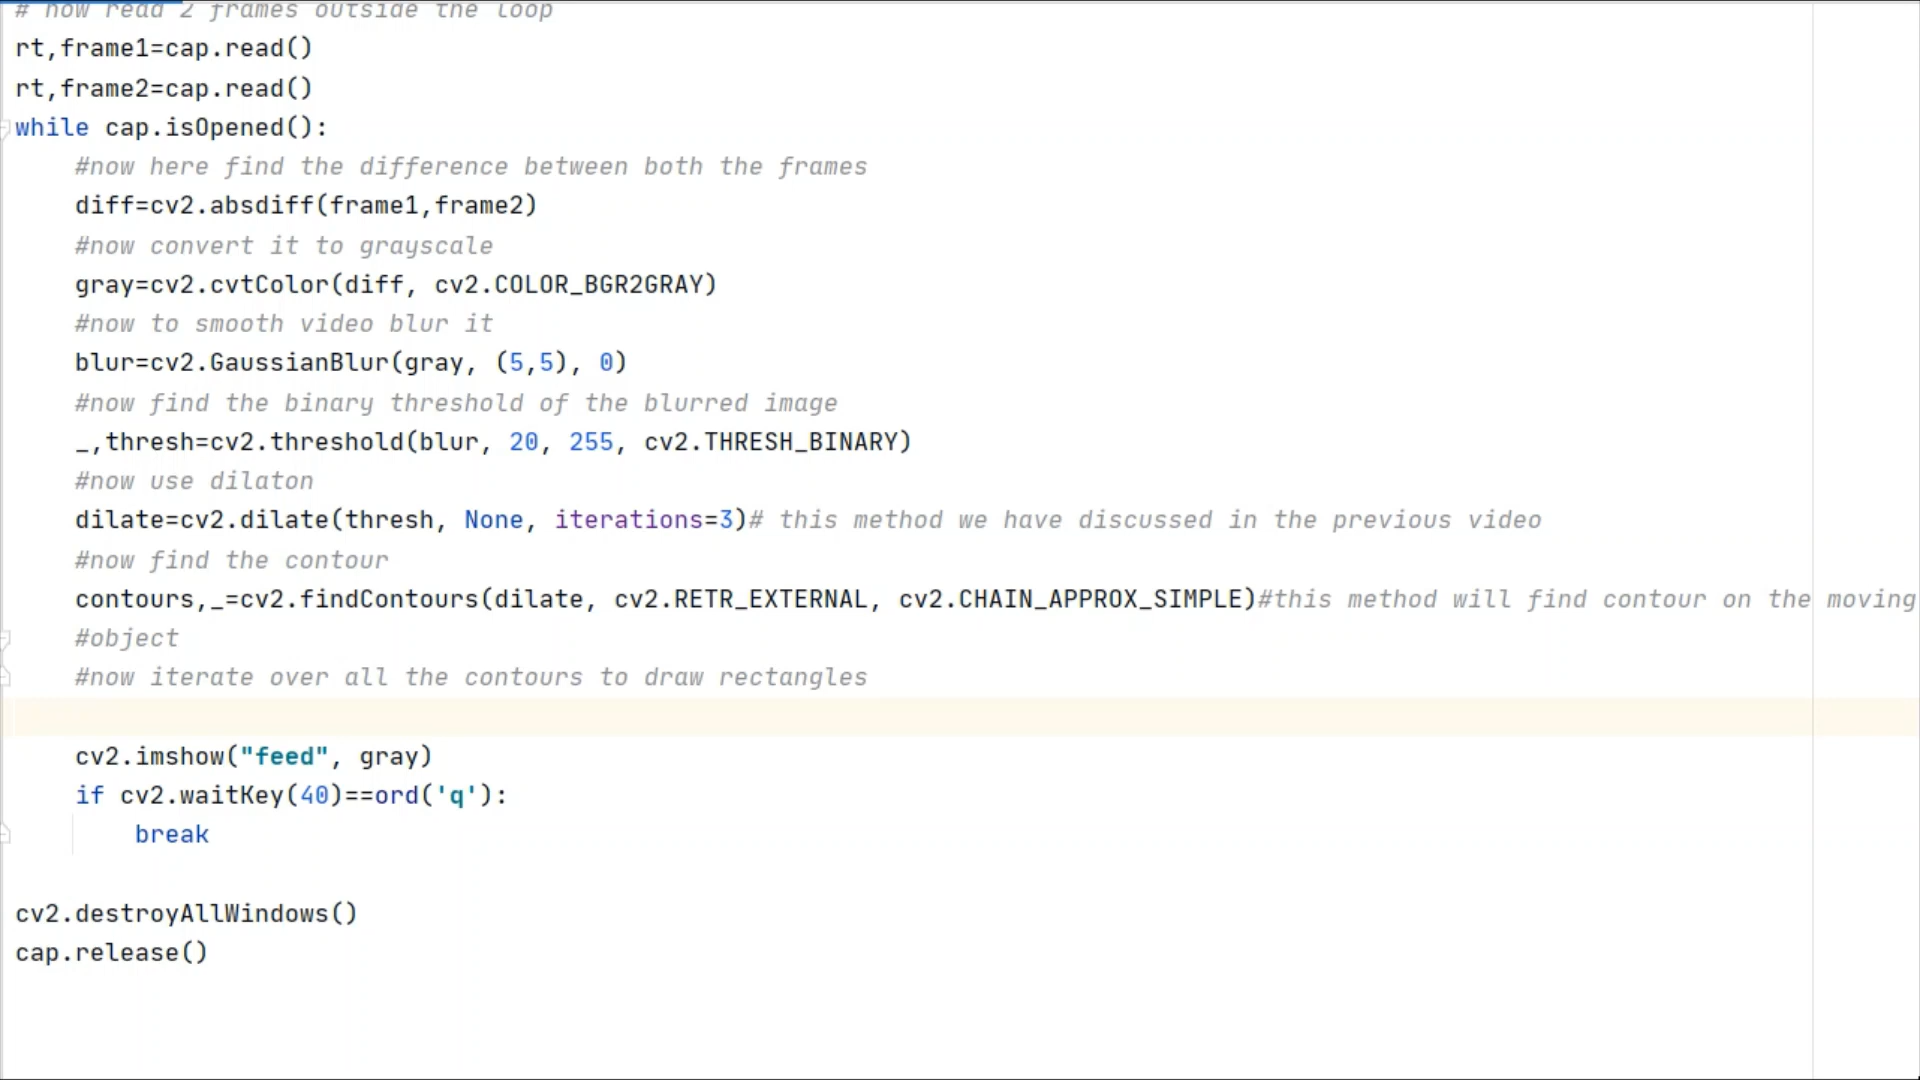 # now read 2 frames outside the loop
rt,frame1=cap.read()
rt,frame2=cap.read()
while cap.isOpened():
    #now here find the difference between both the frames
    diff=cv2.absdiff(frame1,frame2)
    #now convert it to grayscale
    gray=cv2.cvtColor(diff, cv2.COLOR_BGR2GRAY)
    #now to smooth video blur it
    blur=cv2.GaussianBlur(gray, (5,5), 0)
    #now find the binary threshold of the blurred image
    _,thresh=cv2.threshold(blur, 20, 255, cv2.THRESH_BINARY)
    #now use dilaton
    dilate=cv2.dilate(thresh, None, iterations=3)# this method we have discussed in the previous video
    #now find the contour
    contours,_=cv2.findContours(dilate, cv2.RETR_EXTERNAL, cv2.CHAIN_APPROX_SIMPLE)#this method will find contour on the moving
    #object
    #now iterate over all the contours to draw rectangles
    cv2.imshow("feed", gray)
    if cv2.waitKey(40)==ord('q'):
        break
cv2.destroyAllWindows()
cap.release()